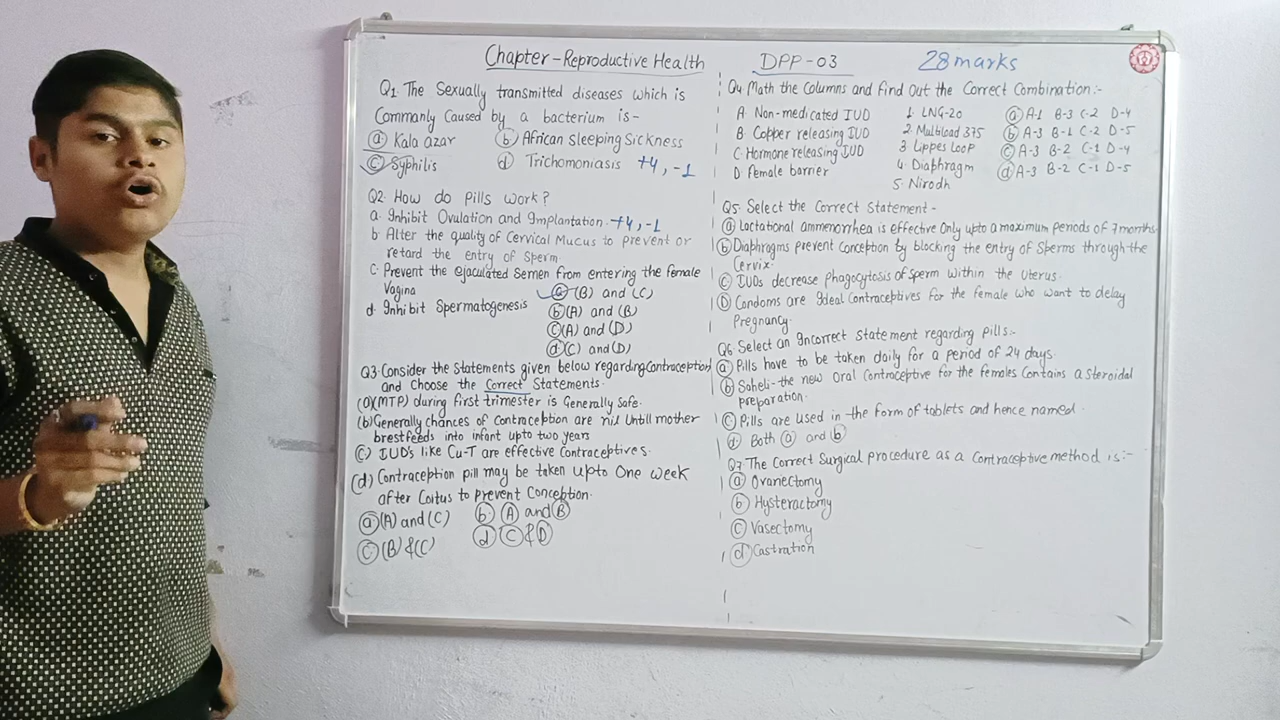 Chapter - Reproductive Health DPP-03 28 marks
Q1. The Sexually transmitted diseases which is
Commonly Caused by a bacterium is-
(a) Kala azar (b) African Sleeping Sickness
(c) Syphilis (d) Trichomoniasis +4, -1
Q2. How do Pills Work?
a. Inhibit Ovulation and Implantation. +4, -1
b. Alter the quality of Cervical Mucus to prevent or
retard the entry of Sperm.
C. Prevent the ejaculated Semen from entering the female
Vagina
d. Inhibit Spermatogenesis
(a) (B) and (C)
(b) (A) and (B)
(c) (A) and (D)
(d) (C) and (D)
Q3. Consider the Statements given below regarding Contraception
and Choose the Correct Statements.
(a) (MTP) during first trimester is Generally Safe.
(b) Generally chances of Contraception are nil Untill mother
brestfeeds into infant upto two years
(C) IUD's like Cu-T are effective Contraceptives.
(d) Contraception pill may be taken Upto One Week
after Coitus to prevent Conception.
(a) (A) and (C) (b) (A) and (B)
(c) (B) & (C) (d) (C) & (D)
Q4 Math the Columns and find Out the Correct Combination:-
A. Non-medicated IUD 1. LNG-20 (a) A-1 B-3 C-2 D-4
B. Copper releasing IUD 2. Multiload 375 (b) A-3 B-1 C-2 D-5
C. Hormone releasing IUD 3. Lippes Loop (c) A-3 B-2 C-1 D-4
D. Female barrier 4. Diaphragm (d) A-3 B-2 C-1 D-5
5. Nirodh
Q5. Select the Correct Statement -
(a) Lactational ammenorrhea is effective Only upto a maximum periods of 7 months.
(b) Diaphragms prevent Conception by blocking the entry of Sperms through the
Cervix.
(c) IUDs decrease phagocytosis of sperm within the Uterus.
(D) Condoms are Ideal Contraceptives for the female who want to delay
Pregnancy.
Q6. Select an Incorrect Statement regarding pills:-
(a) Pills have to be taken daily for a period of 24 days.
(b) Saheli - the new Oral Contraceptive for the females Contains a Steroidal
preparation.
(c) Pills are used in the form of tablets and hence named.
(d) Both (a) and (b)
Q7. The Correct Surgical procedure as a Contraceptive method is:-
(a) Ovariectomy
(b) Hysteractomy
(c) Vasectomy
(d) Castration